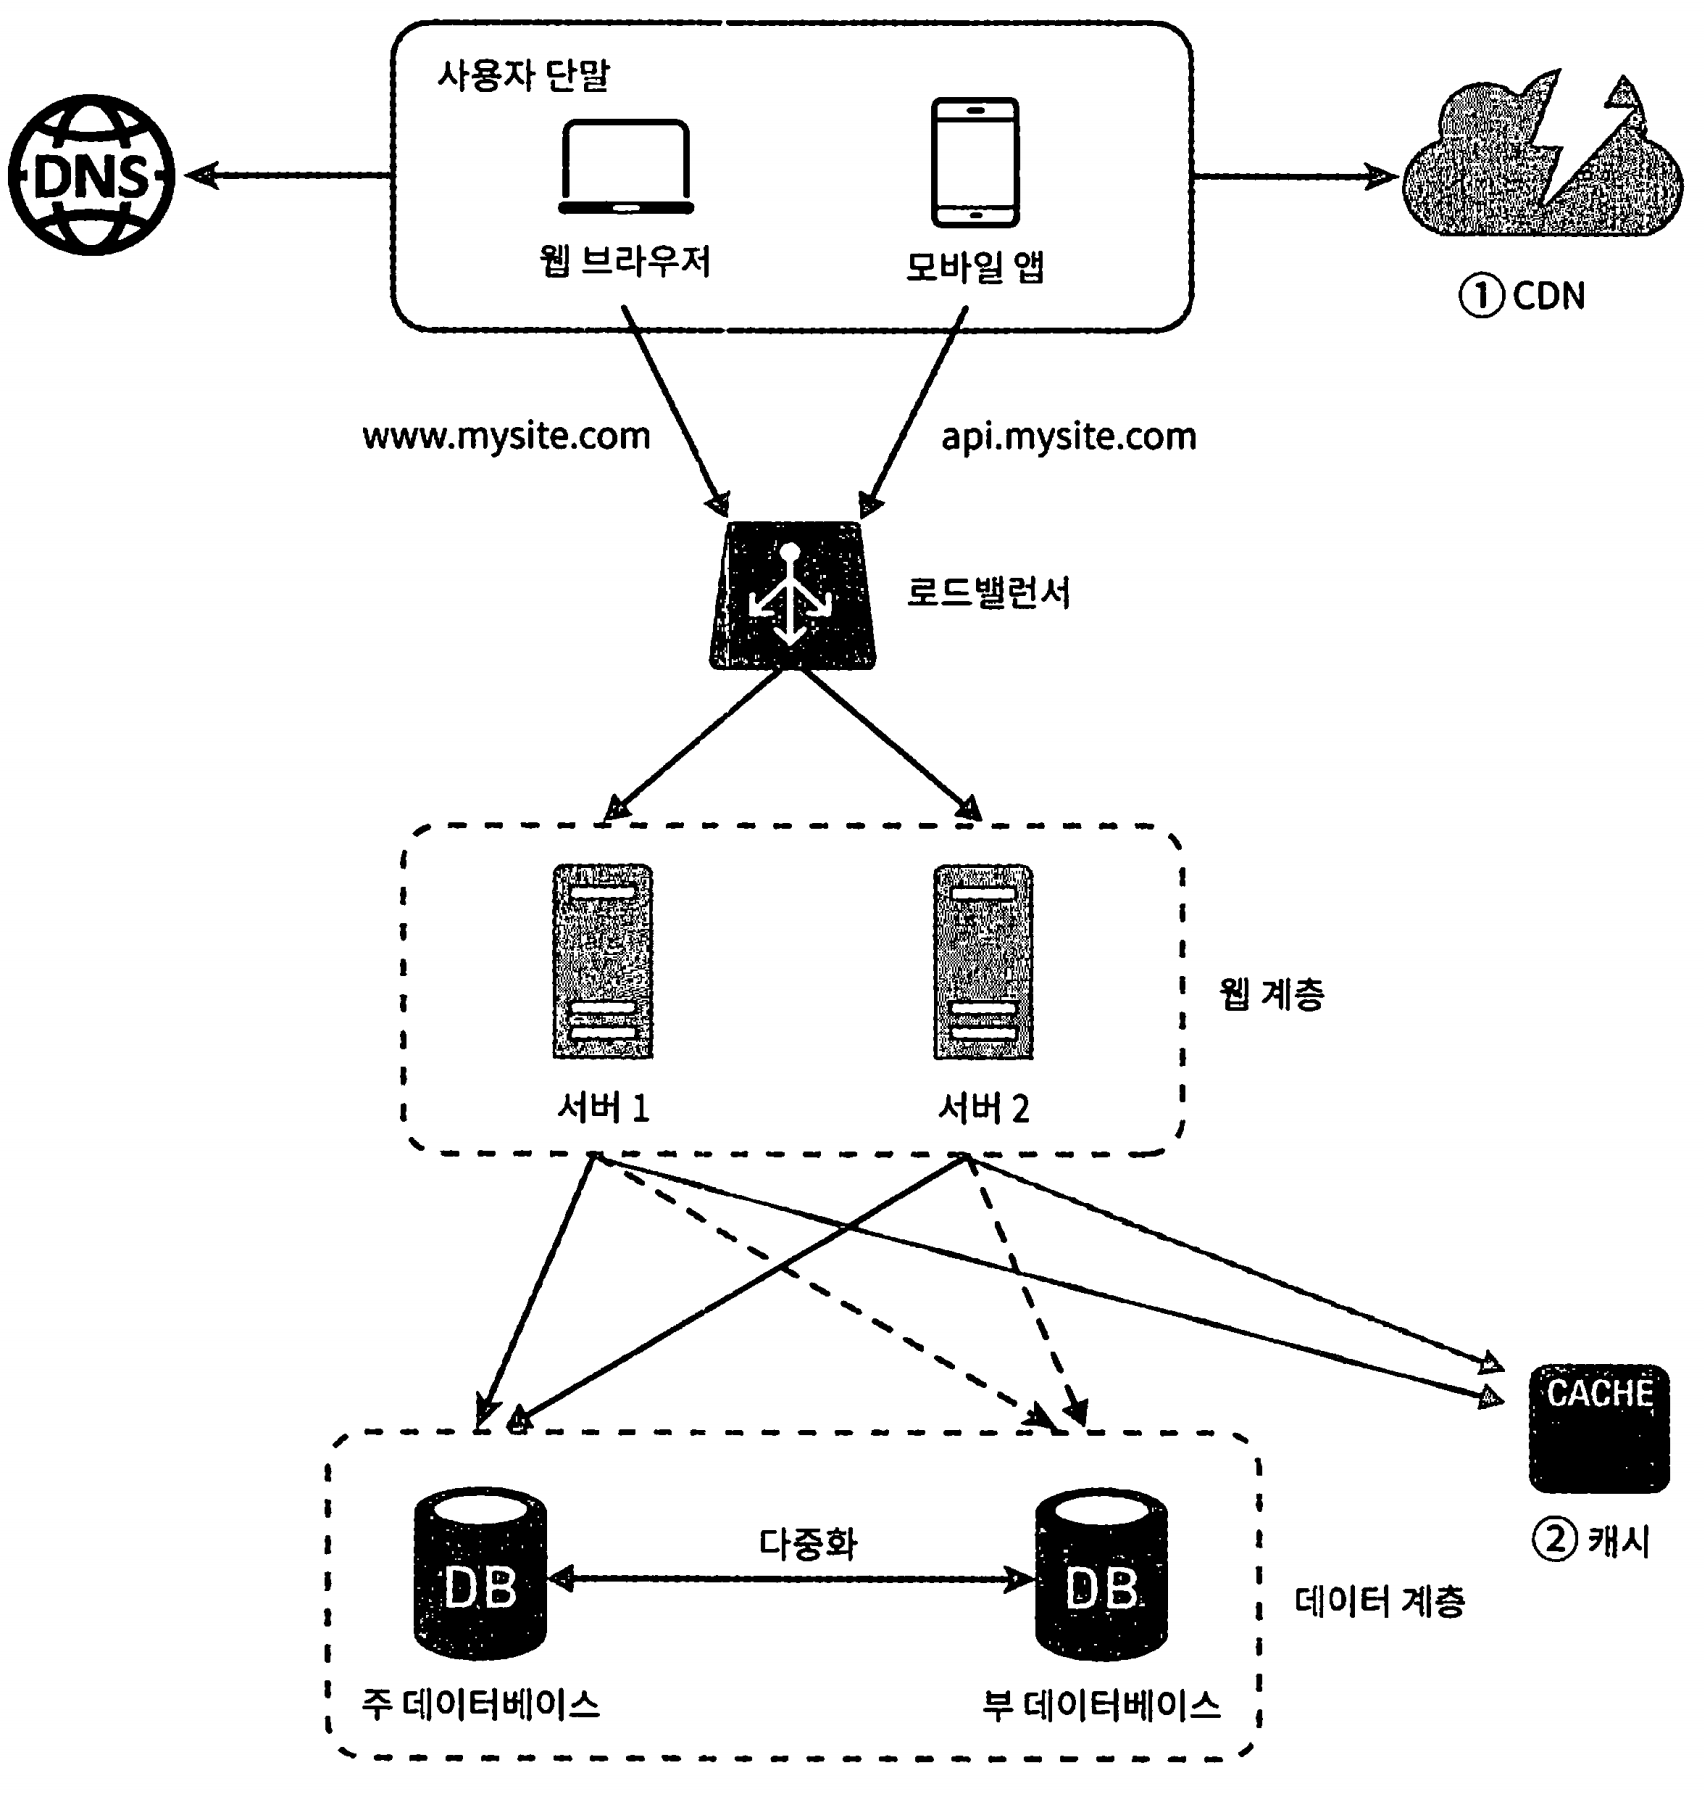 사용자 단말
DNS
웹 브라우저
모바일 앱
① CDN
www.mysite.com
api.mysite.com
로드밸런서
웹 계층
서버 1
서버 2
CACHE
② 캐시
다중화
DB
DB
데이터 계층
주 데이터베이스
부 데이터베이스